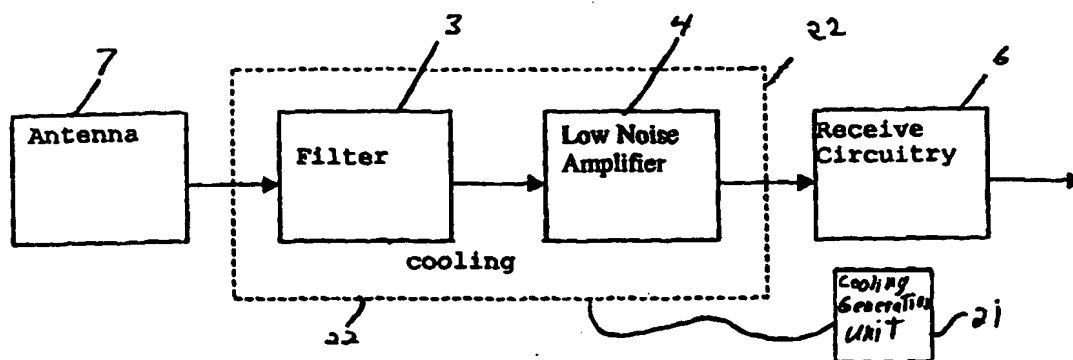 7
3
4
22
6
Antenna
Filter
Low Noise
Amplifier
Receive
Circuitry
cooling
22
Cooling
Generation
Unit
21